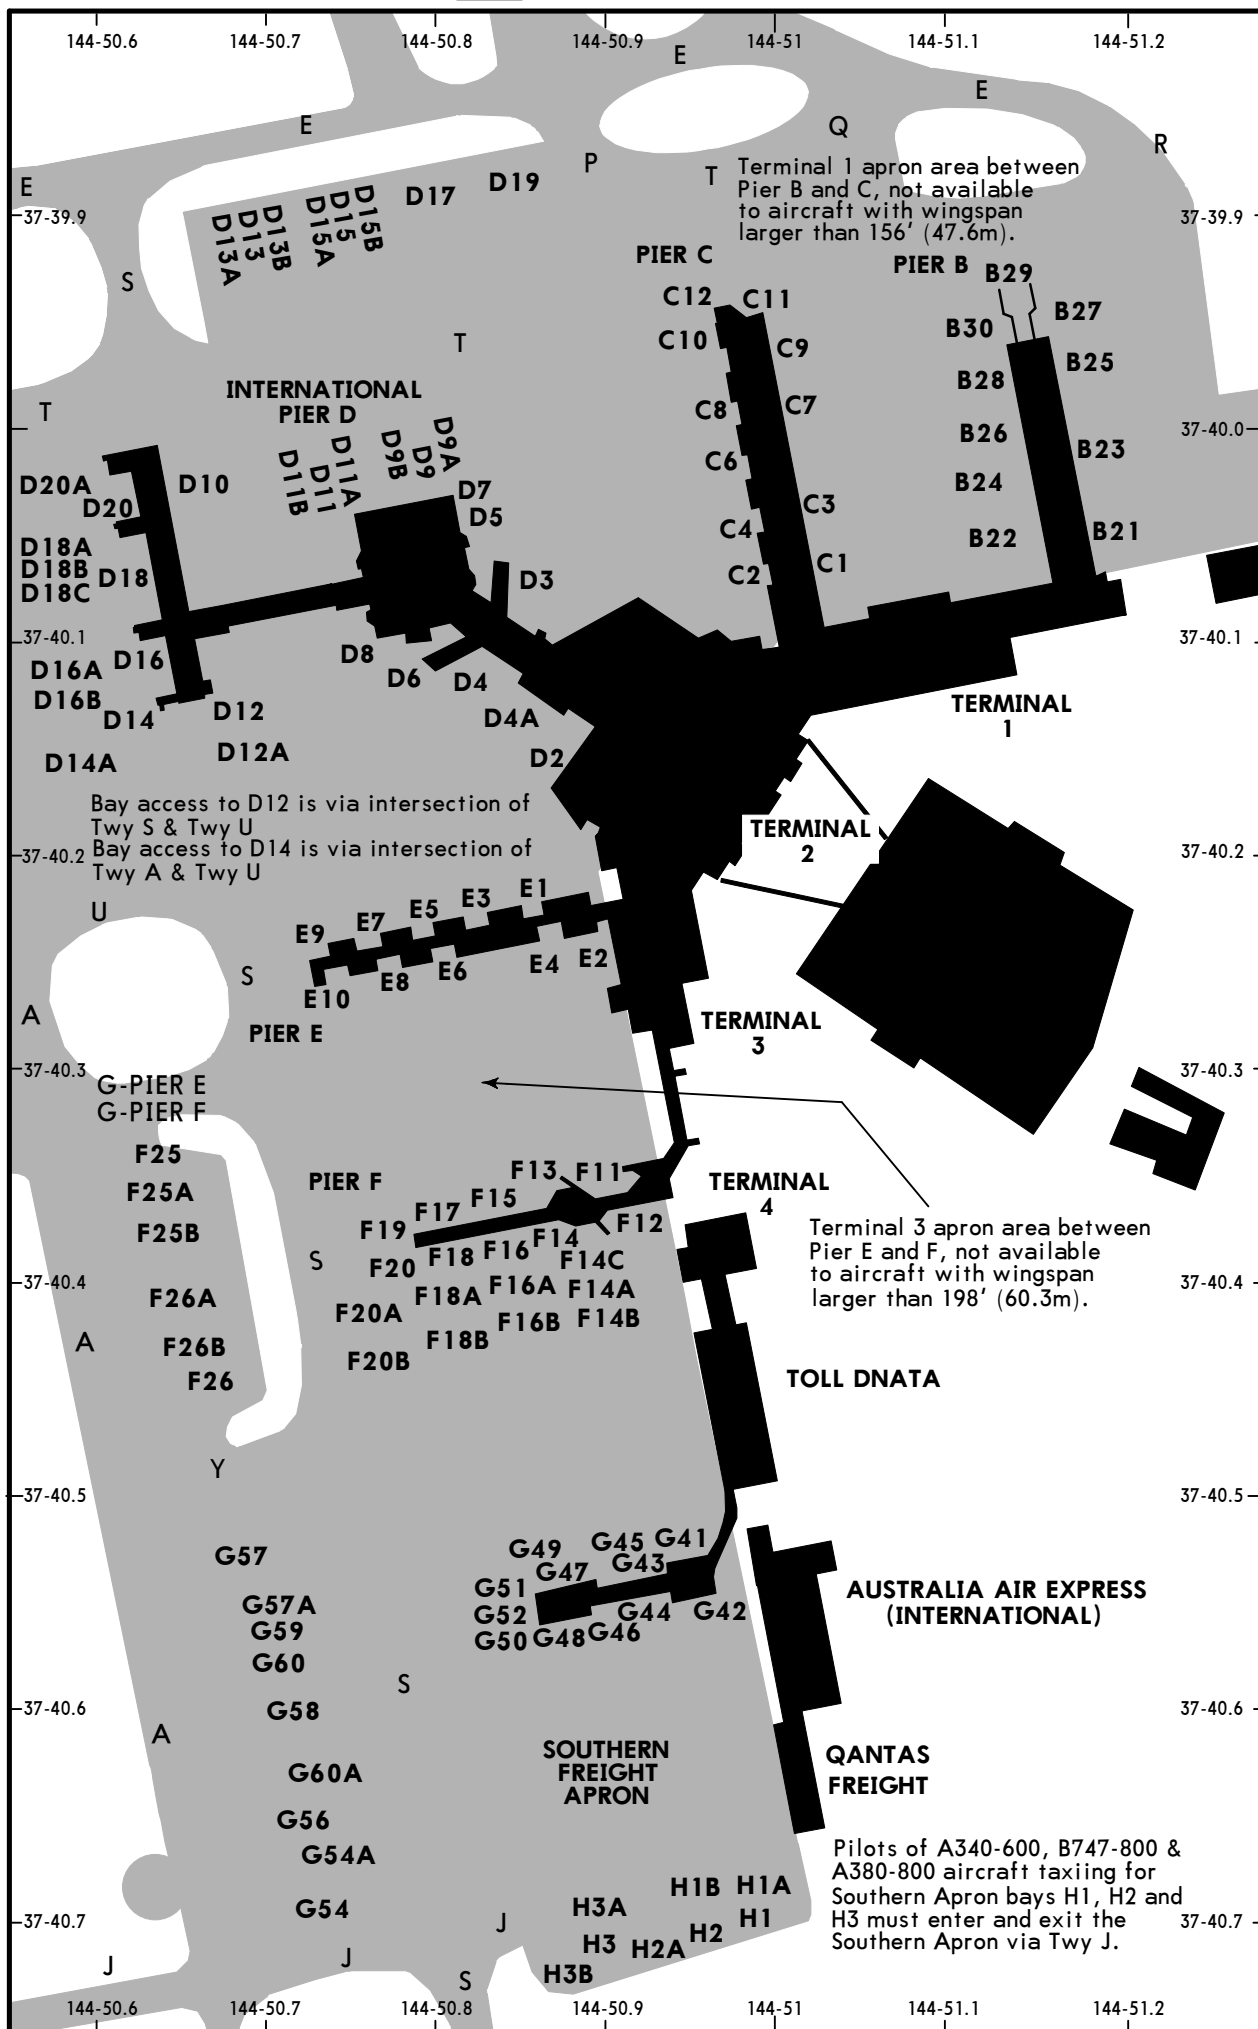 144-50.6 144-50.7 144-50.8 144-50.9 144-51 144-51.1 144-51.2
E
E
E
Q
R
P
E
T
Terminal 1 apron area between
Pier B and C, not available
to aircraft with wingspan
larger than 156' (47.6m).
D19
D17
37-39.9
37-39.9
D13A
D13
D13B
D15A
D15
D15B
S
PIER C
PIER B
B29
C12
C11
B27
B30
C10
C9
T
B25
B28
INTERNATIONAL
PIER D
T
C8
C7
37-40.0
B26
B23
D11B
D11
D11A
D9B
D9
D9A
C6
D20A
D10
D7
B24
D20
D5
C3
C4
B22
B21
D18A
D18B
D18
D18C
D3
C2
C1
37-40.1
37-40.1
D16A
D16
D8
D6
D4
D16B
D14
D12
D4A
TERMINAL
1
D14A
D12A
D2
Bay access to D12 is via intersection of
Twy S & Twy U
Bay access to D14 is via intersection of
Twy A & Twy U
TERMINAL
2
37-40.2
37-40.2
U
E9
E7
E5
E3
E1
S
E10
E8
E6
E4
E2
A
PIER E
TERMINAL
3
37-40.3
37-40.3
G-PIER E
G-PIER F
F25
F25A
F25B
PIER F
F19
F17
F15
F13
F11
TERMINAL
4
F12
S
F20
F18
F16
F14
F14C
Terminal 3 apron area between
Pier E and F, not available
to aircraft with wingspan
larger than 198' (60.3m).
37-40.4
37-40.4
F26A
F20A
F18A
F16A
F14A
A
F26B
F26
F20B
F18B
F16B
F14B
TOLL DNATA
Y
37-40.5
37-40.5
G57
G49
G45
G41
G47
G43
G51
G57A
G52
G44
G42
AUSTRALIA AIR EXPRESS
(INTERNATIONAL)
G59
G50
G48
G46
G60
S
G58
37-40.6
37-40.6
A
SOUTHERN
FREIGHT
APRON
QANTAS
FREIGHT
G60A
G56
G54A
G54
Pilots of A340-600, B747-800 &
A380-800 aircraft taxiing for
Southern Apron bays H1, H2 and
H3 must enter and exit the
Southern Apron via Twy J.
H1B
H1A
H3A
H1
37-40.7
37-40.7
J
H2
H3
H2A
J
J
H3B
S
144-50.6 144-50.7 144-50.8 144-50.9 144-51 144-51.1 144-51.2